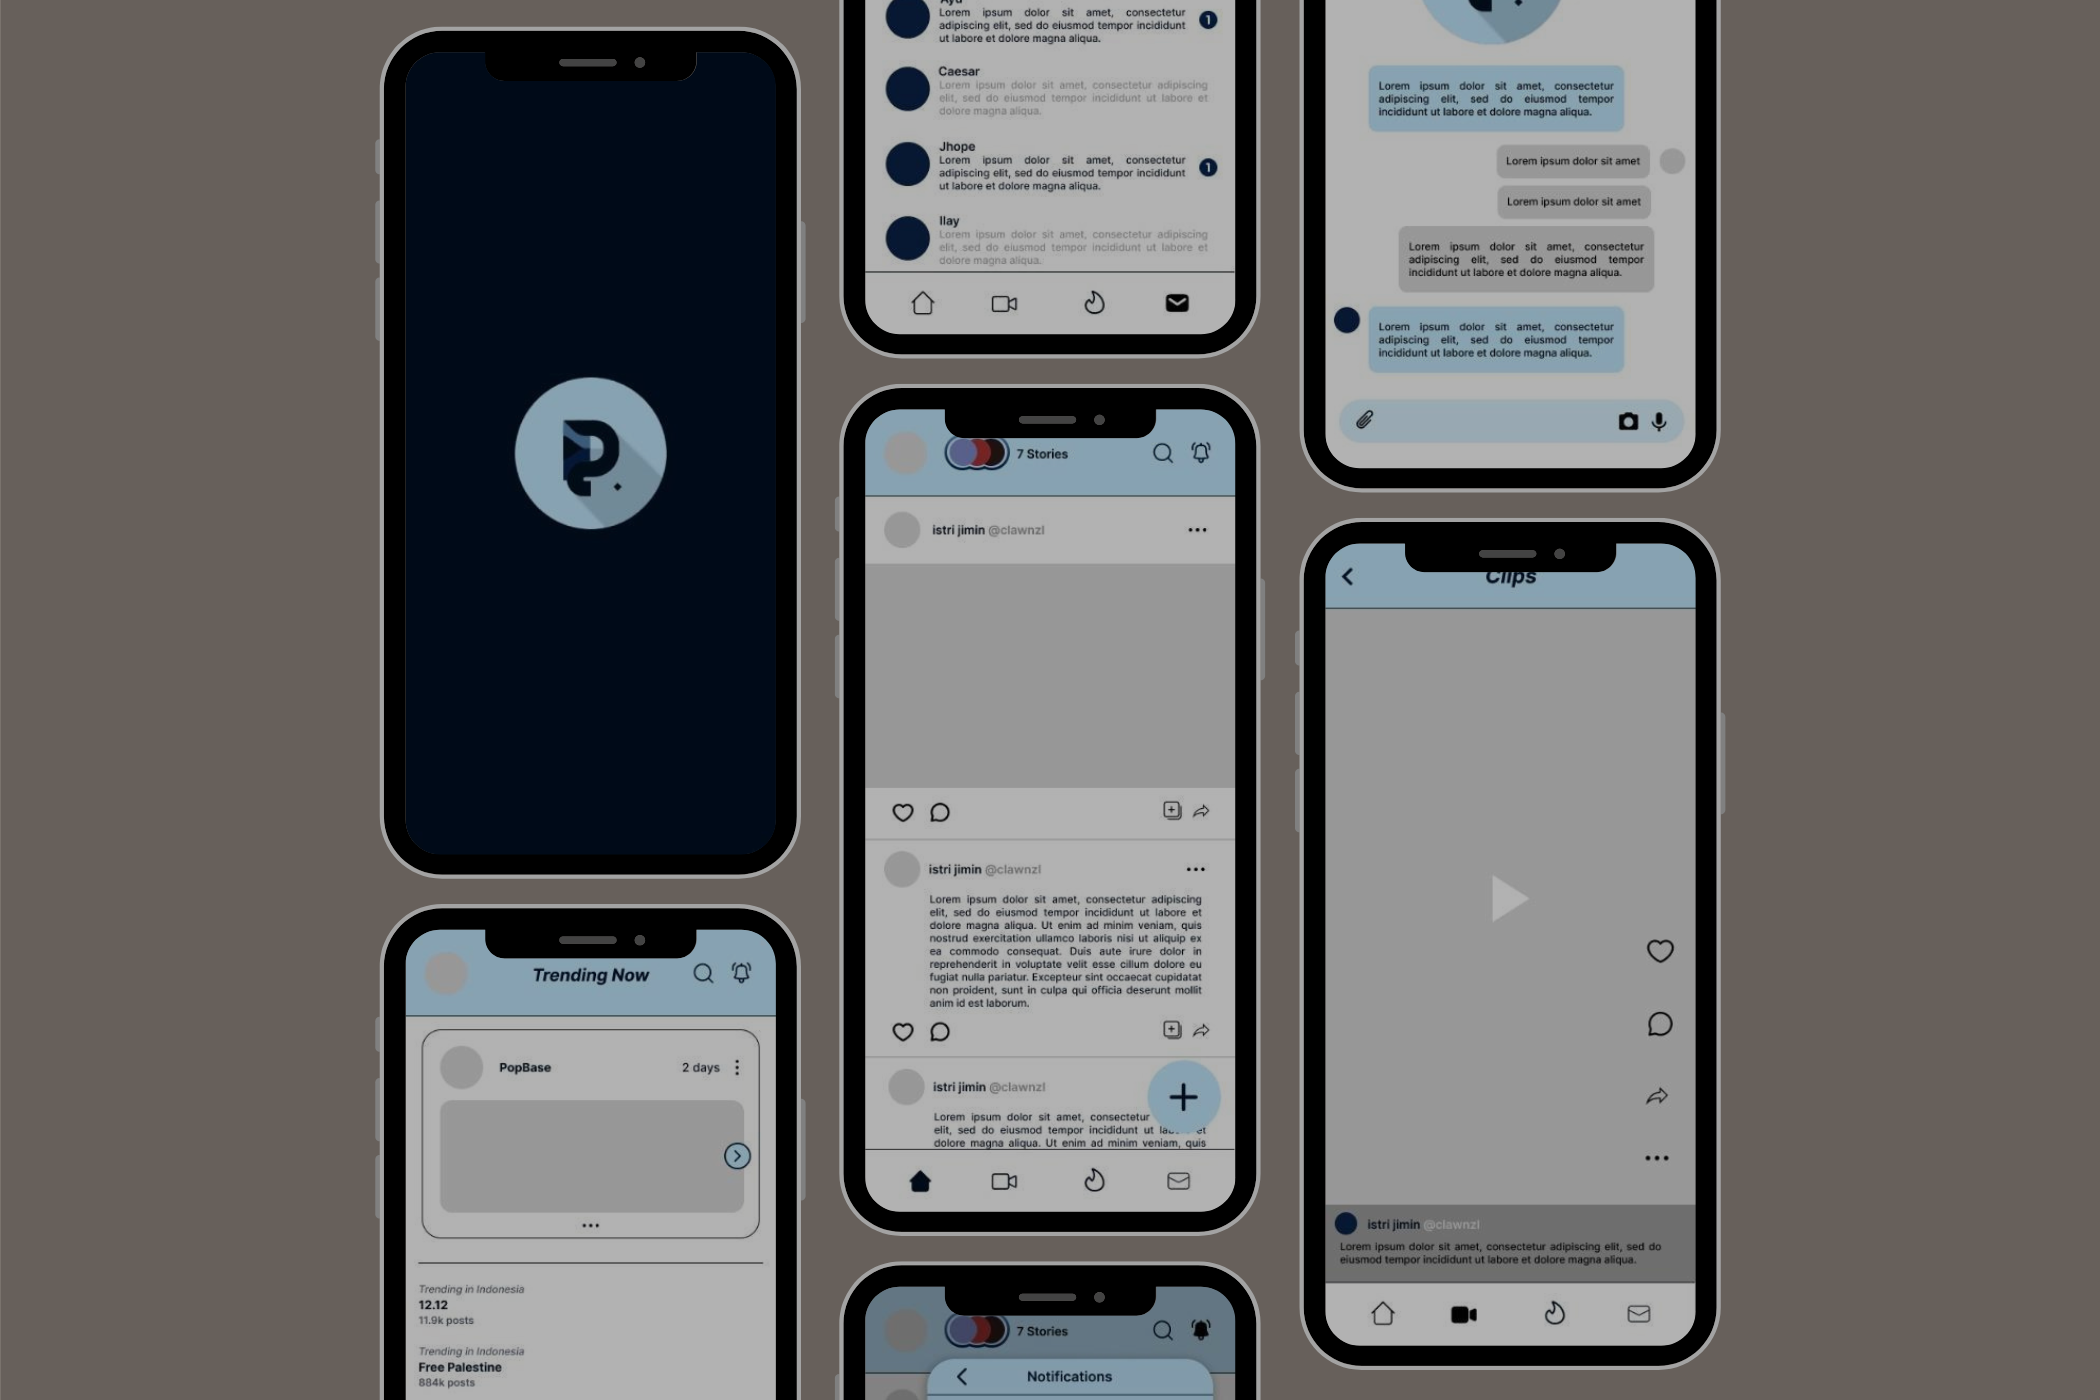 Trending Now
PopBase
2 days
Trending in Indonesia
12.12
11.9k posts
Trending in Indonesia
Free Palestine
884k posts
Lorem ipsum dolor sit amet, consectetur
adipiscing elit, sed do eiusmod tempor incididunt
ut labore et dolore magna aliqua.
1
Caesar
Lorem ipsum dolor sit amet, consectetur adipiscing
elit, sed do eiusmod tempor incididunt ut labore et
dolore magna aliqua.
Jhope
Lorem ipsum dolor sit amet, consectetur
adipiscing elit, sed do eiusmod tempor incididunt
ut labore et dolore magna aliqua.
1
Ilay
Lorem ipsum dolor sit amet, consectetur adipiscing
elit, sed do eiusmod tempor incididunt ut labore et
dolore magna aliqua.
7 Stories
istri jimin @clawnzl
istri jimin @clawnzl
Lorem ipsum dolor sit amet, consectetur adipiscing
elit, sed do eiusmod tempor incididunt ut labore et
dolore magna aliqua. Ut enim ad minim veniam, quis
nostrud exercitation ullamco laboris nisi ut aliquip ex
ea commodo consequat. Duis aute irure dolor in
reprehenderit in voluptate velit esse cillum dolore eu
fugiat nulla pariatur. Excepteur sint occaecat cupidatat
non proident, sunt in culpa qui officia deserunt mollit
anim id est laborum.
istri jimin @clawnzl
Lorem ipsum dolor sit amet, consectetur
elit, sed do eiusmod tempor incididunt ut et
dolore magna aliqua. Ut enim ad minim veniam, quis
7 Stories
Notifications
Lorem ipsum dolor sit amet, consectetur
adipiscing elit, sed do eiusmod tempor
incididunt ut labore et dolore magna aliqua.
Lorem ipsum dolor sit amet
Lorem ipsum dolor sit amet
Lorem ipsum dolor sit amet, consectetur
adipiscing elit, sed do eiusmod tempor
incididunt ut labore et dolore magna aliqua.
Lorem ipsum dolor sit amet, consectetur
adipiscing elit, sed do eiusmod tempor
incididunt ut labore et dolore magna aliqua.
Clips
istri jimin @clawnzl
Lorem ipsum dolor sit amet, consectetur adipiscing elit, sed do
eiusmod tempor incididunt ut labore et dolore magna aliqua.